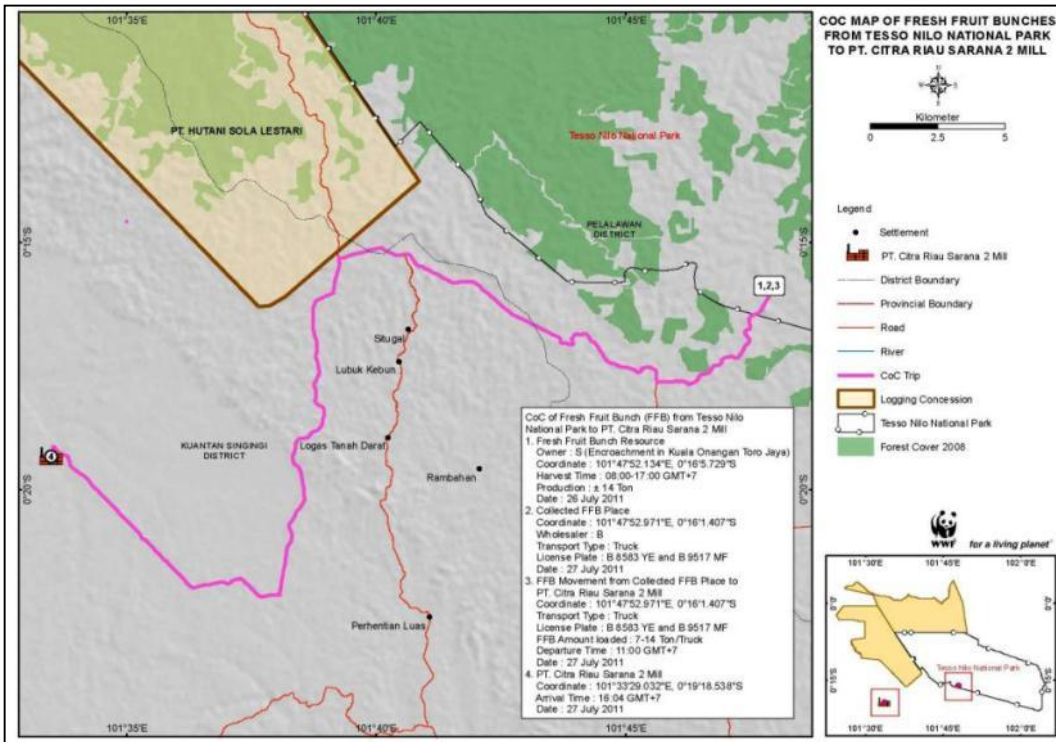 COC MAP OF FRESH FRUIT BUNCHES
FROM TESSO NILO NATIONAL PARK
TO PT. CITRA RIAU SARANA 2 MILL
Kilometer
0 2.5 5
Legend
Settlement
PT. Citra Riau Sarana 2 Mill
District Boundary
Provincial Boundary
Road
River
CoC Trip
Logging Concession
Tesso Nilo National Park
Forest Cover 2008
WWF for a living planet
101°35'E 101°40'E 101°45'E
PT. HUTANI SOLA LESTARI
Tesso Nilo National Park
PELALAWAN
DISTRICT
0°15'S 0°15'S
1,2,3
Situgal
Lubuk Kebun
KUANTAN SINGINGI
DISTRICT
Logas Tanah Darat
Rambahan
4
0°20'S 0°20'S
Perhentian Luas
101°35'E 101°40'E 101°45'E
CoC of Fresh Fruit Bunch (FFB) from Tesso Nilo
National Park to PT. Citra Riau Sarana 2 Mill
1. Fresh Fruit Bunch Resource
Owner : S (Encroachment in Kuala Onangan Toro Jaya)
Coordinate : 101°47'52.134"E, 0°16'5.729"S
Harvest Time : 08:00-17:00 GMT+7
Production : ± 14 Ton
Date : 26 July 2011
2. Collected FFB Place
Coordinate : 101°47'52.971"E, 0°16'1.407"S
Wholesaler : B
Transport Type : Truck
License Plate : B 8583 YE and B 9517 MF
Date : 27 July 2011
3. FFB Movement from Collected FFB Place to
PT. Citra Riau Sarana 2 Mill
Coordinate : 101°47'52.971"E, 0°16'1.407"S
Transport Type : Truck
License Plate : B 8583 YE and B 9517 MF
FFB Amount loaded : 7-14 Ton/Truck
Departure Time : 11:00 GMT+7
Date : 27 July 2011
4. PT. Citra Riau Sarana 2 Mill
Coordinate : 101°33'29.032"E, 0°19'18.538"S
Arrival Time : 16:04 GMT+7
Date : 27 July 2011
101°30'E 101°45'E 102°0'E
0°0' 0°0'
Tesso Nilo National Park
0°15'S 0°15'S
101°30'E 101°45'E 102°0'E